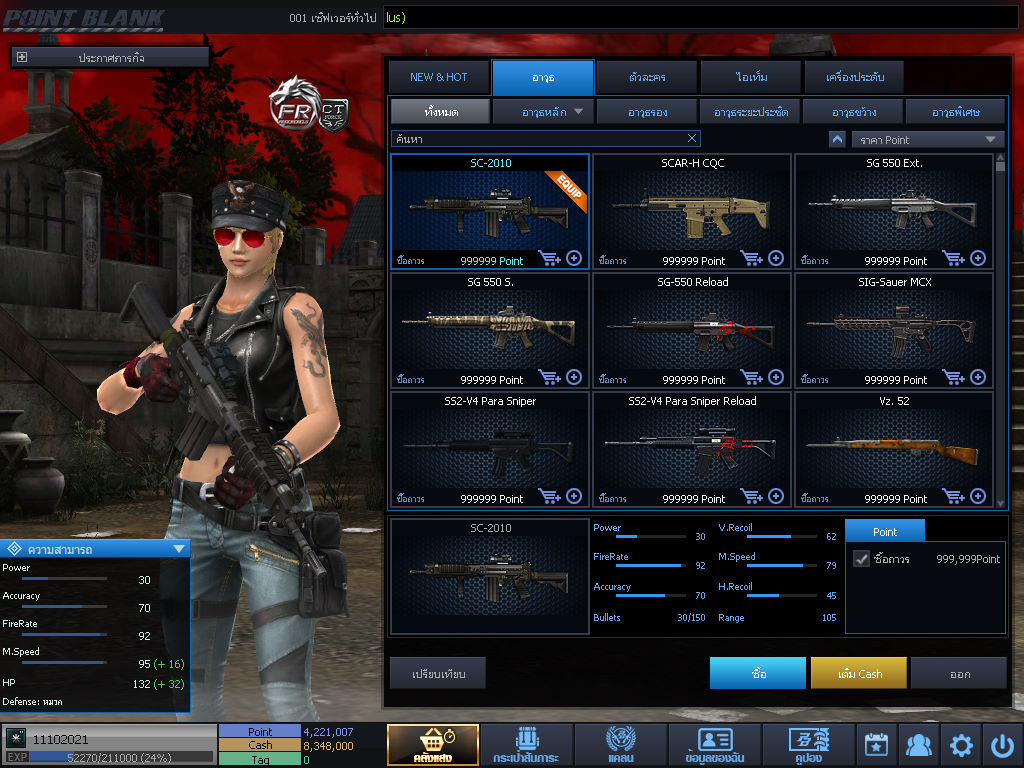 POINT BLANK
001 เซิฟเวอร์ทั่วไป
lus)
ประกาศภารกิจ
NEW & HOT อาวุธ ตัวละคร ไอเท็ม เครื่องประดับ
ทั้งหมด อาวุธหลัก อาวุธรอง อาวุธระยะประชิด อาวุธขว้าง อาวุธพิเศษ
ค้นหา
ราคา Point
FR
CT
FORCE
SC-2010 SCAR-H CQC SG 550 Ext.
EQUIP
ซื้อถาวร 999999 Point ซื้อถาวร 999999 Point ซื้อถาวร 999999 Point
SG 550 S. SG-550 Reload SIG-Sauer MCX
ซื้อถาวร 999999 Point ซื้อถาวร 999999 Point ซื้อถาวร 999999 Point
SS2-V4 Para Sniper SS2-V4 Para Sniper Reload Vz. 52
ซื้อถาวร 999999 Point ซื้อถาวร 999999 Point ซื้อถาวร 999999 Point
SC-2010
Power 30 V.Recoil 62
FireRate 92 M.Speed 79
Accuracy 70 H.Recoil 45
Bullets 30/150 Range 105
Point
ซื้อถาวร 999,999Point
ความสามารถ
Power 30
Accuracy 70
FireRate 92
M.Speed 95 (+ 16)
HP 132 (+ 32)
Defense: หมวก
เปรียบเทียบ ซื้อ เติม Cash ออก
11102021
EXP 52270/211000 (24%)
Point 4,221,007
Cash 8,348,000
Tag 0
คลังแสง กระเป๋าสัมภาระ แคลน ข้อมูลของฉัน คูปอง